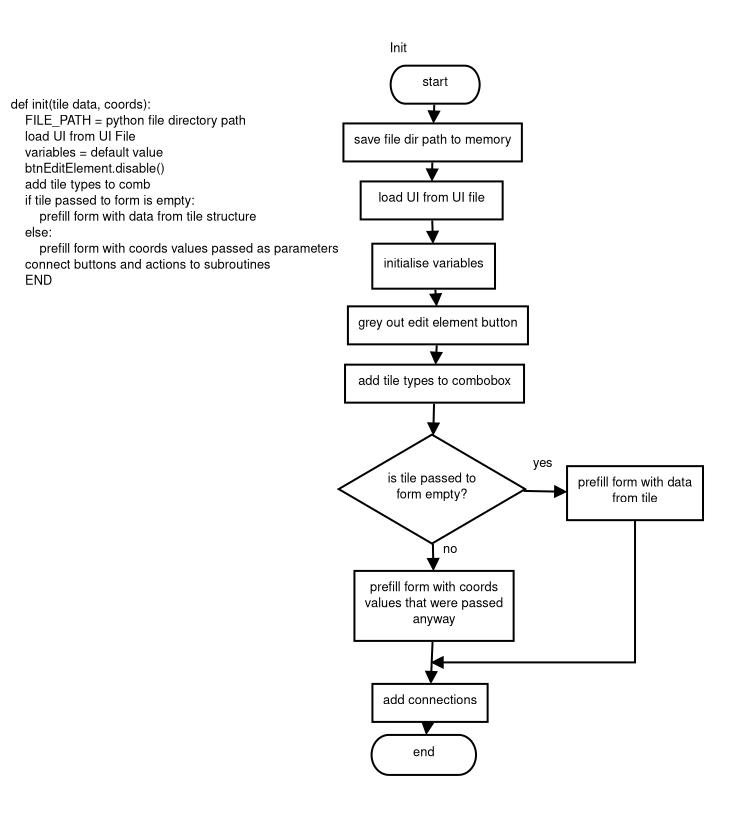 Init
start
def init(tile data, coords):
FILE_PATH = python file directory path
load UI from UI File
variables = default value
btnEditElement.disable()
add tile types to comb
if tile passed to form is empty:
prefill form with data from tile structure
else:
prefill form with coords values passed as parameters
connect buttons and actions to subroutines
END
save file dir path to memory
load UI from UI file
initialise variables
grey out edit element button
add tile types to combobox
is tile passed to
form empty?
yes
prefill form with data
from tile
no
prefill form with coords
values that were passed
anyway
add connections
end